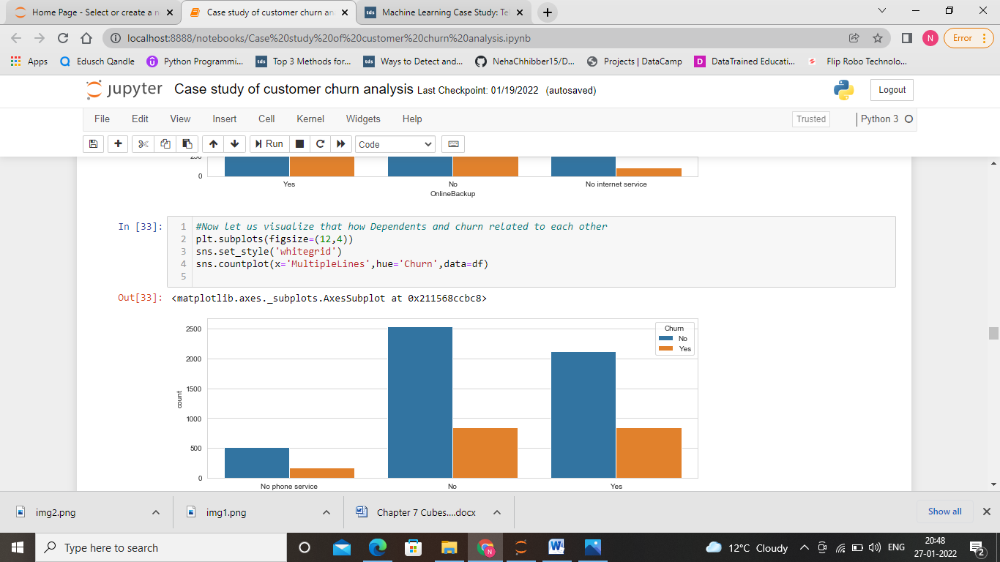 Home Page - Select or create a n
Case study of customer churn an
Machine Learning Case Study: Tel
localhost:8888/notebooks/Case%20study%20of%20customer%20churn%20analysis.ipynb
N
Error
Apps
Edusch Qandle
Python Programmi...
tds
Top 3 Methods for...
tds
Ways to Detect and...
NehaChhibber15/D...
Projects | DataCamp
D
DataTrained Educati...
Flip Robo Technolo...
jupyter
Case study of customer churn analysis Last Checkpoint: 01/19/2022 (autosaved)
Logout
File Edit View Insert Cell Kernel Widgets Help
Trusted
Python 3
Run
Code
250
0
Yes No No internet service
OnlineBackup
In [33]:
1 #Now let us visualize that how Dependents and churn related to each other
2 plt.subplots(figsize=(12,4))
3 sns.set_style('whitegrid')
4 sns.countplot(x='MultipleLines',hue='Churn',data=df)
5
Out[33]: <matplotlib.axes._subplots.AxesSubplot at 0x211568ccbc8>
Churn
No
Yes
2500
2000
1500
1000
500
0
count
No phone service No Yes
img2.png
img1.png
Chapter 7 Cubes....docx
Show all
Type here to search
12°C Cloudy
ENG
20:48
27-01-2022
2